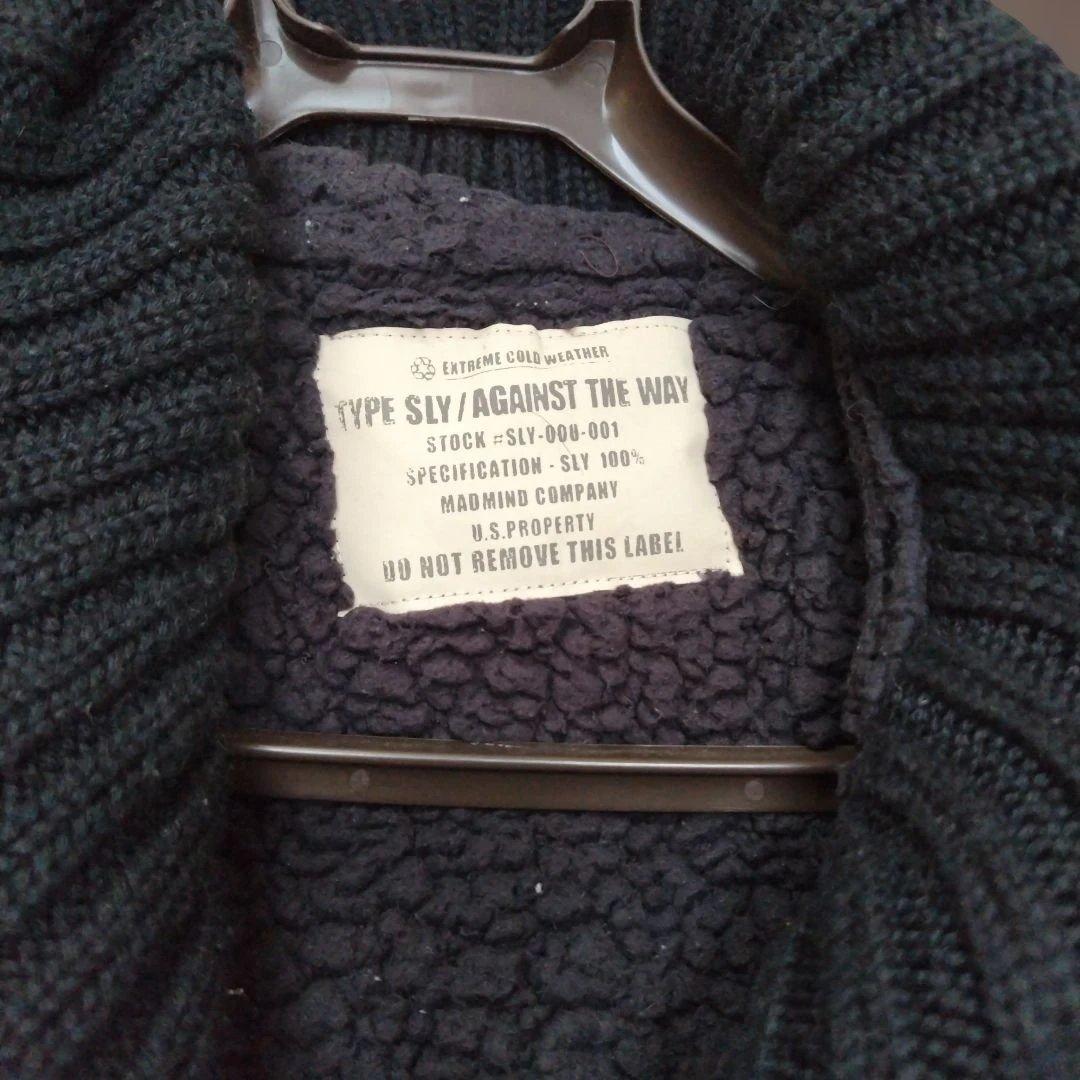 EXTREME COLD WEATHER
TYPE SLY/AGAINST THE WAY
STOCK #SLY-000-001
SPECIFICATION - SLY 100%
MADMIND COMPANY
U.S.PROPERTY
DO NOT REMOVE THIS LABEL